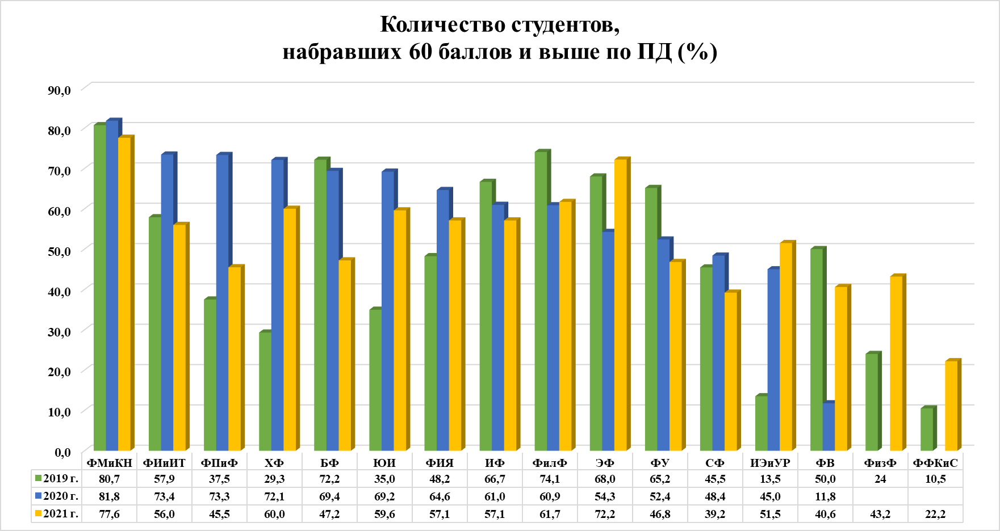 Количество студентов,
набравших 60 баллов и выше по ПД (%)
90,0
80,0
70,0
60,0
50,0
40,0
30,0
20,0
10,0
0,0
ФМиКН ФИиИТ ФПиФ ХФ БФ ЮИ ФИЯ ИФ ФилФ ЭФ ФУ СФ ИЭиУР ФВ ФизФ ФФКиС
2019 г. 80,7 57,9 37,5 29,3 72,2 35,0 48,2 66,7 74,1 68,0 65,2 45,5 13,5 50,0 24 10,5
2020 г. 81,8 73,4 73,3 72,1 69,4 69,2 64,6 61,0 60,9 54,3 52,4 48,4 45,0 11,8
2021 г. 77,6 56,0 45,5 60,0 47,2 59,6 57,1 57,1 61,7 72,2 46,8 39,2 51,5 40,6 43,2 22,2